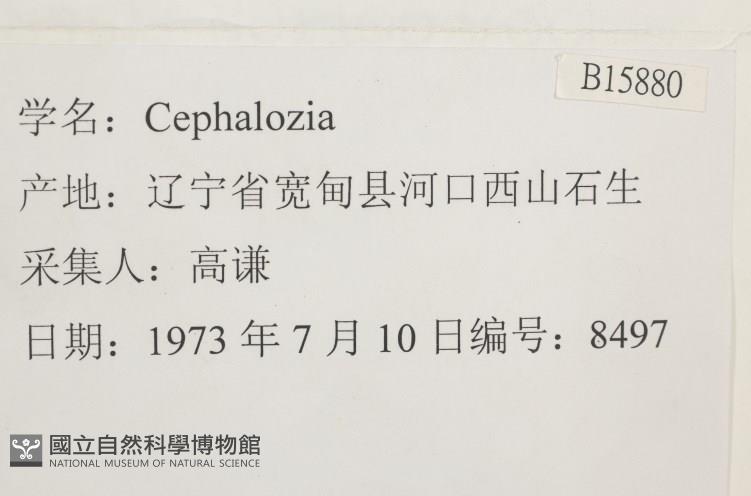 B15880
学名：Cephalozia
产地：辽宁省宽甸县河口西山石生
采集人：高谦
日期：1973 年 7 月 10 日编号：8497
國立自然科學博物館
NATIONAL MUSEUM OF NATURAL SCIENCE